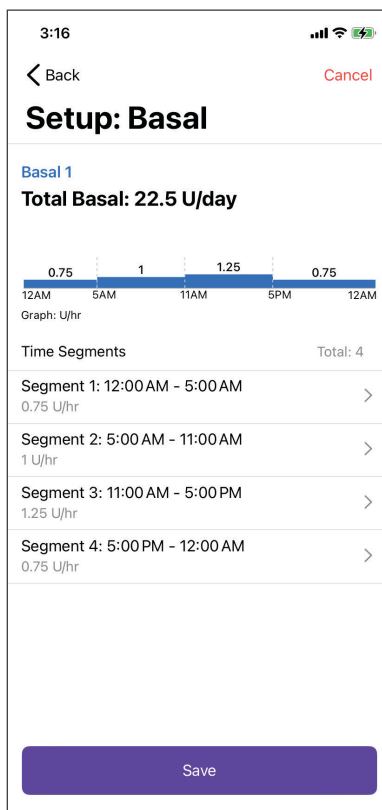 3:16
Back
Cancel
Setup: Basal
Basal 1
Total Basal: 22.5 U/day
0.75 1 1.25 0.75
12AM 5AM 11AM 5PM 12AM
Graph: U/hr
Time Segments Total: 4
Segment 1: 12:00 AM - 5:00 AM
0.75 U/hr
Segment 2: 5:00 AM - 11:00 AM
1 U/hr
Segment 3: 11:00 AM - 5:00 PM
1.25 U/hr
Segment 4: 5:00 PM - 12:00 AM
0.75 U/hr
Save